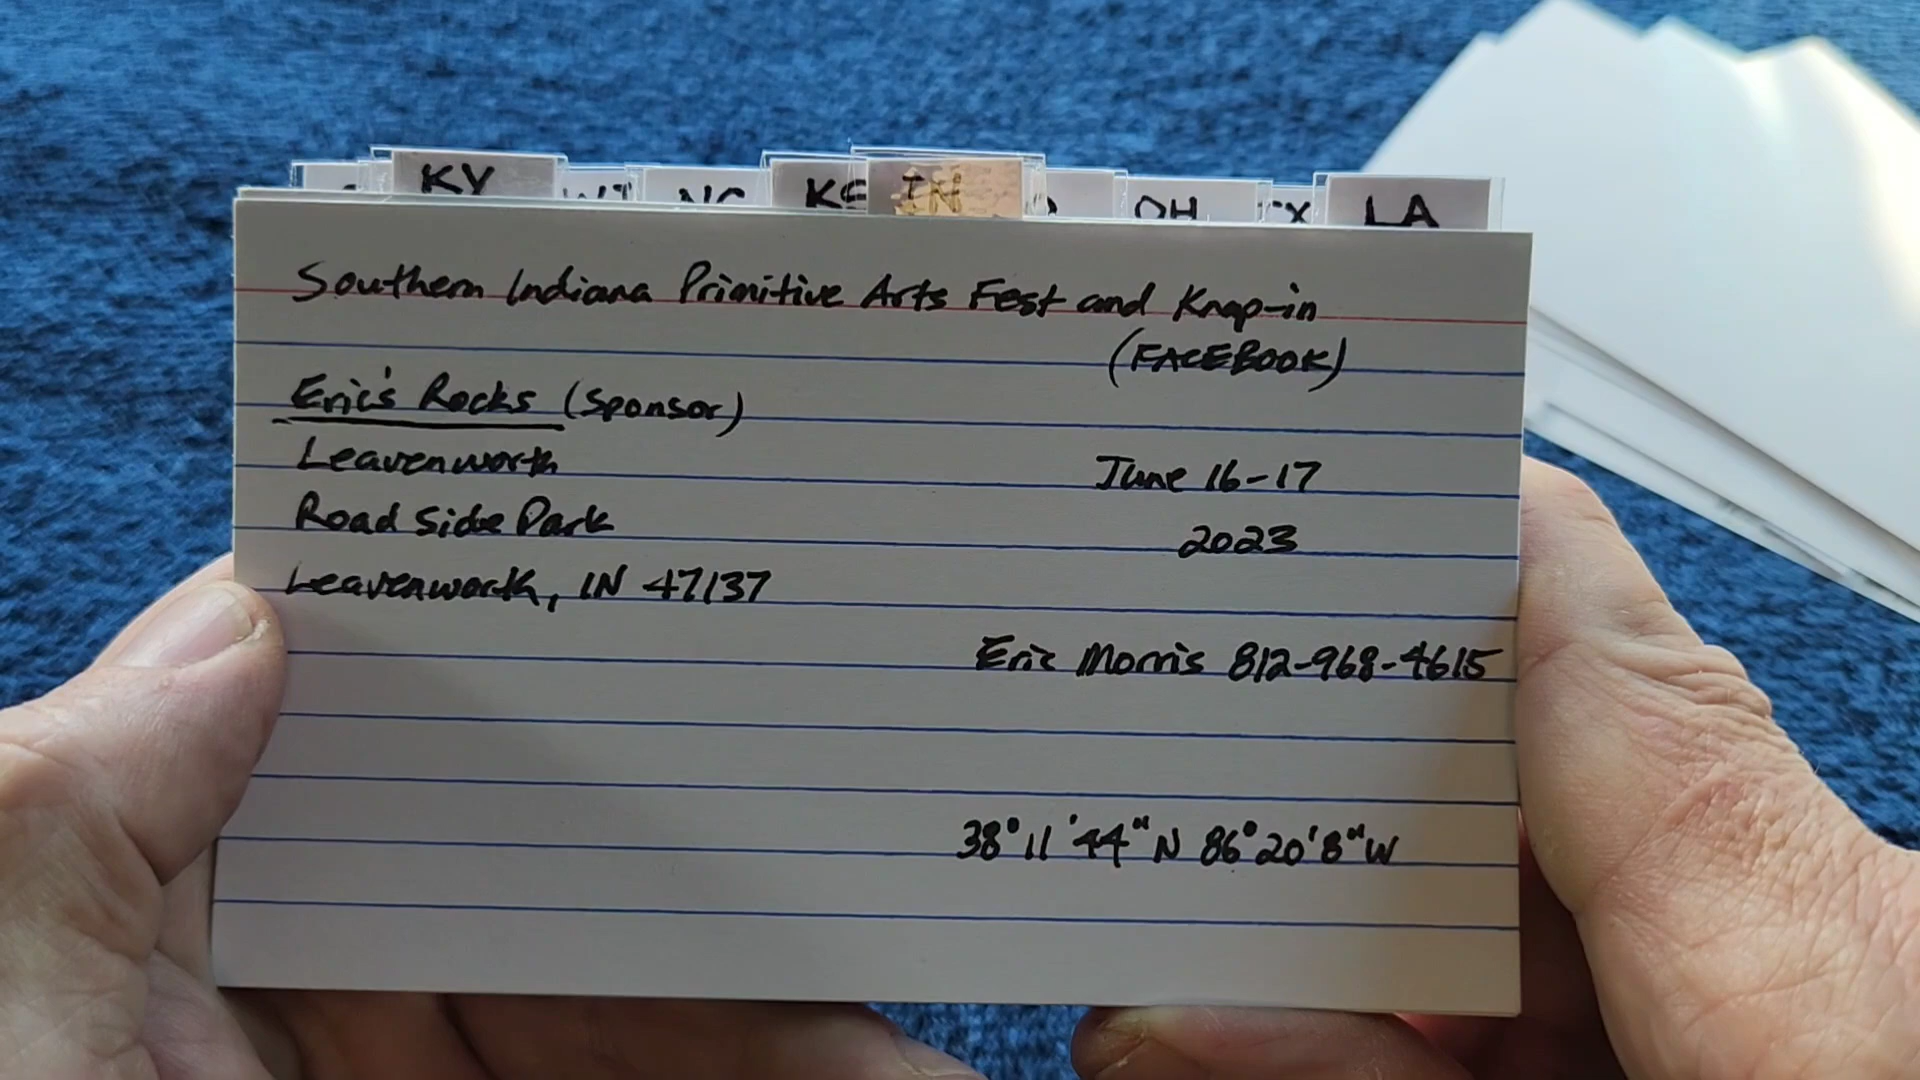 KY
KS
IN
OH
LA
Southern Indiana Primitive Arts Fest and Knap-in
(FACEBOOK)
Eric's Rocks (Sponsor)
Leavenworth
June 16-17
Road Side Park
2023
Leavenworth, IN 47137
Eric Morris 812-968-4615
38°11'44"N 86°20'8"W